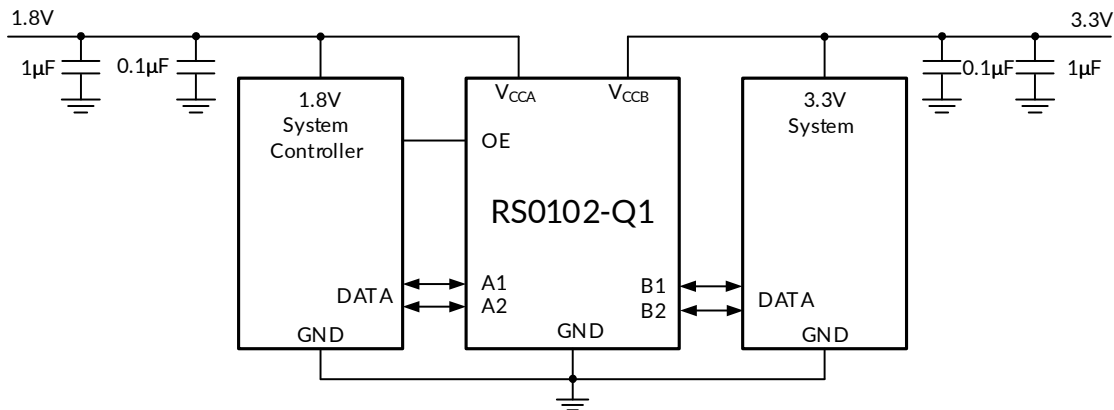 1.8V
3.3V
1μF
0.1μF
0.1μF
1μF
1.8V
System
Controller
VCCA
VCCB
3.3V
System
OE
RS0102-Q1
DATA
A1
A2
B1
B2
DATA
GND
GND
GND